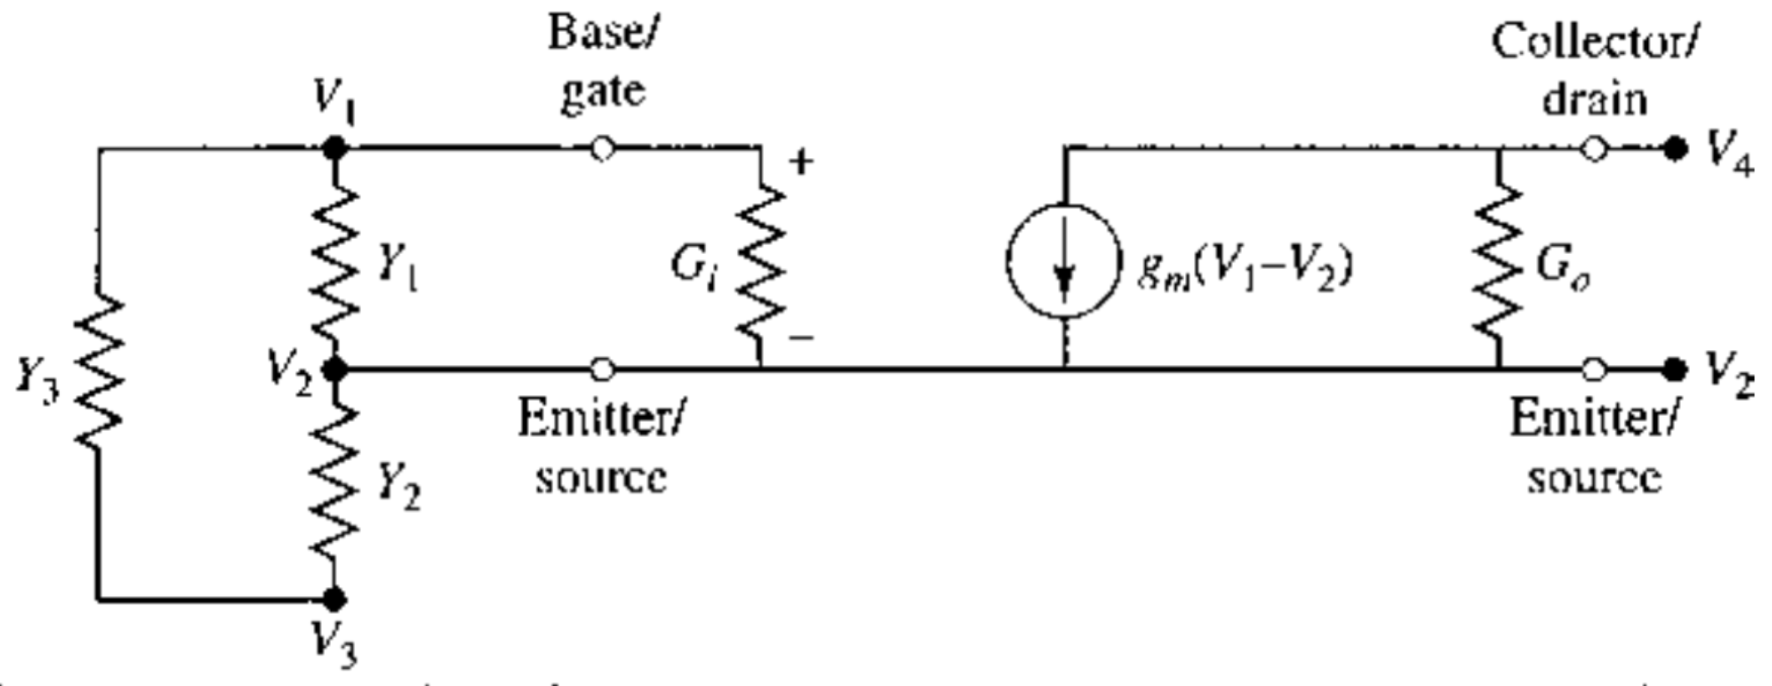 Base/
gate
Collector/
drain
V₁
+
V₄
Y₁
Gᵢ
gₘ(V₁–V₂)
Gₒ
–
Y₃
V₂
V₂
Emitter/
source
Emitter/
source
Y₂
V₃